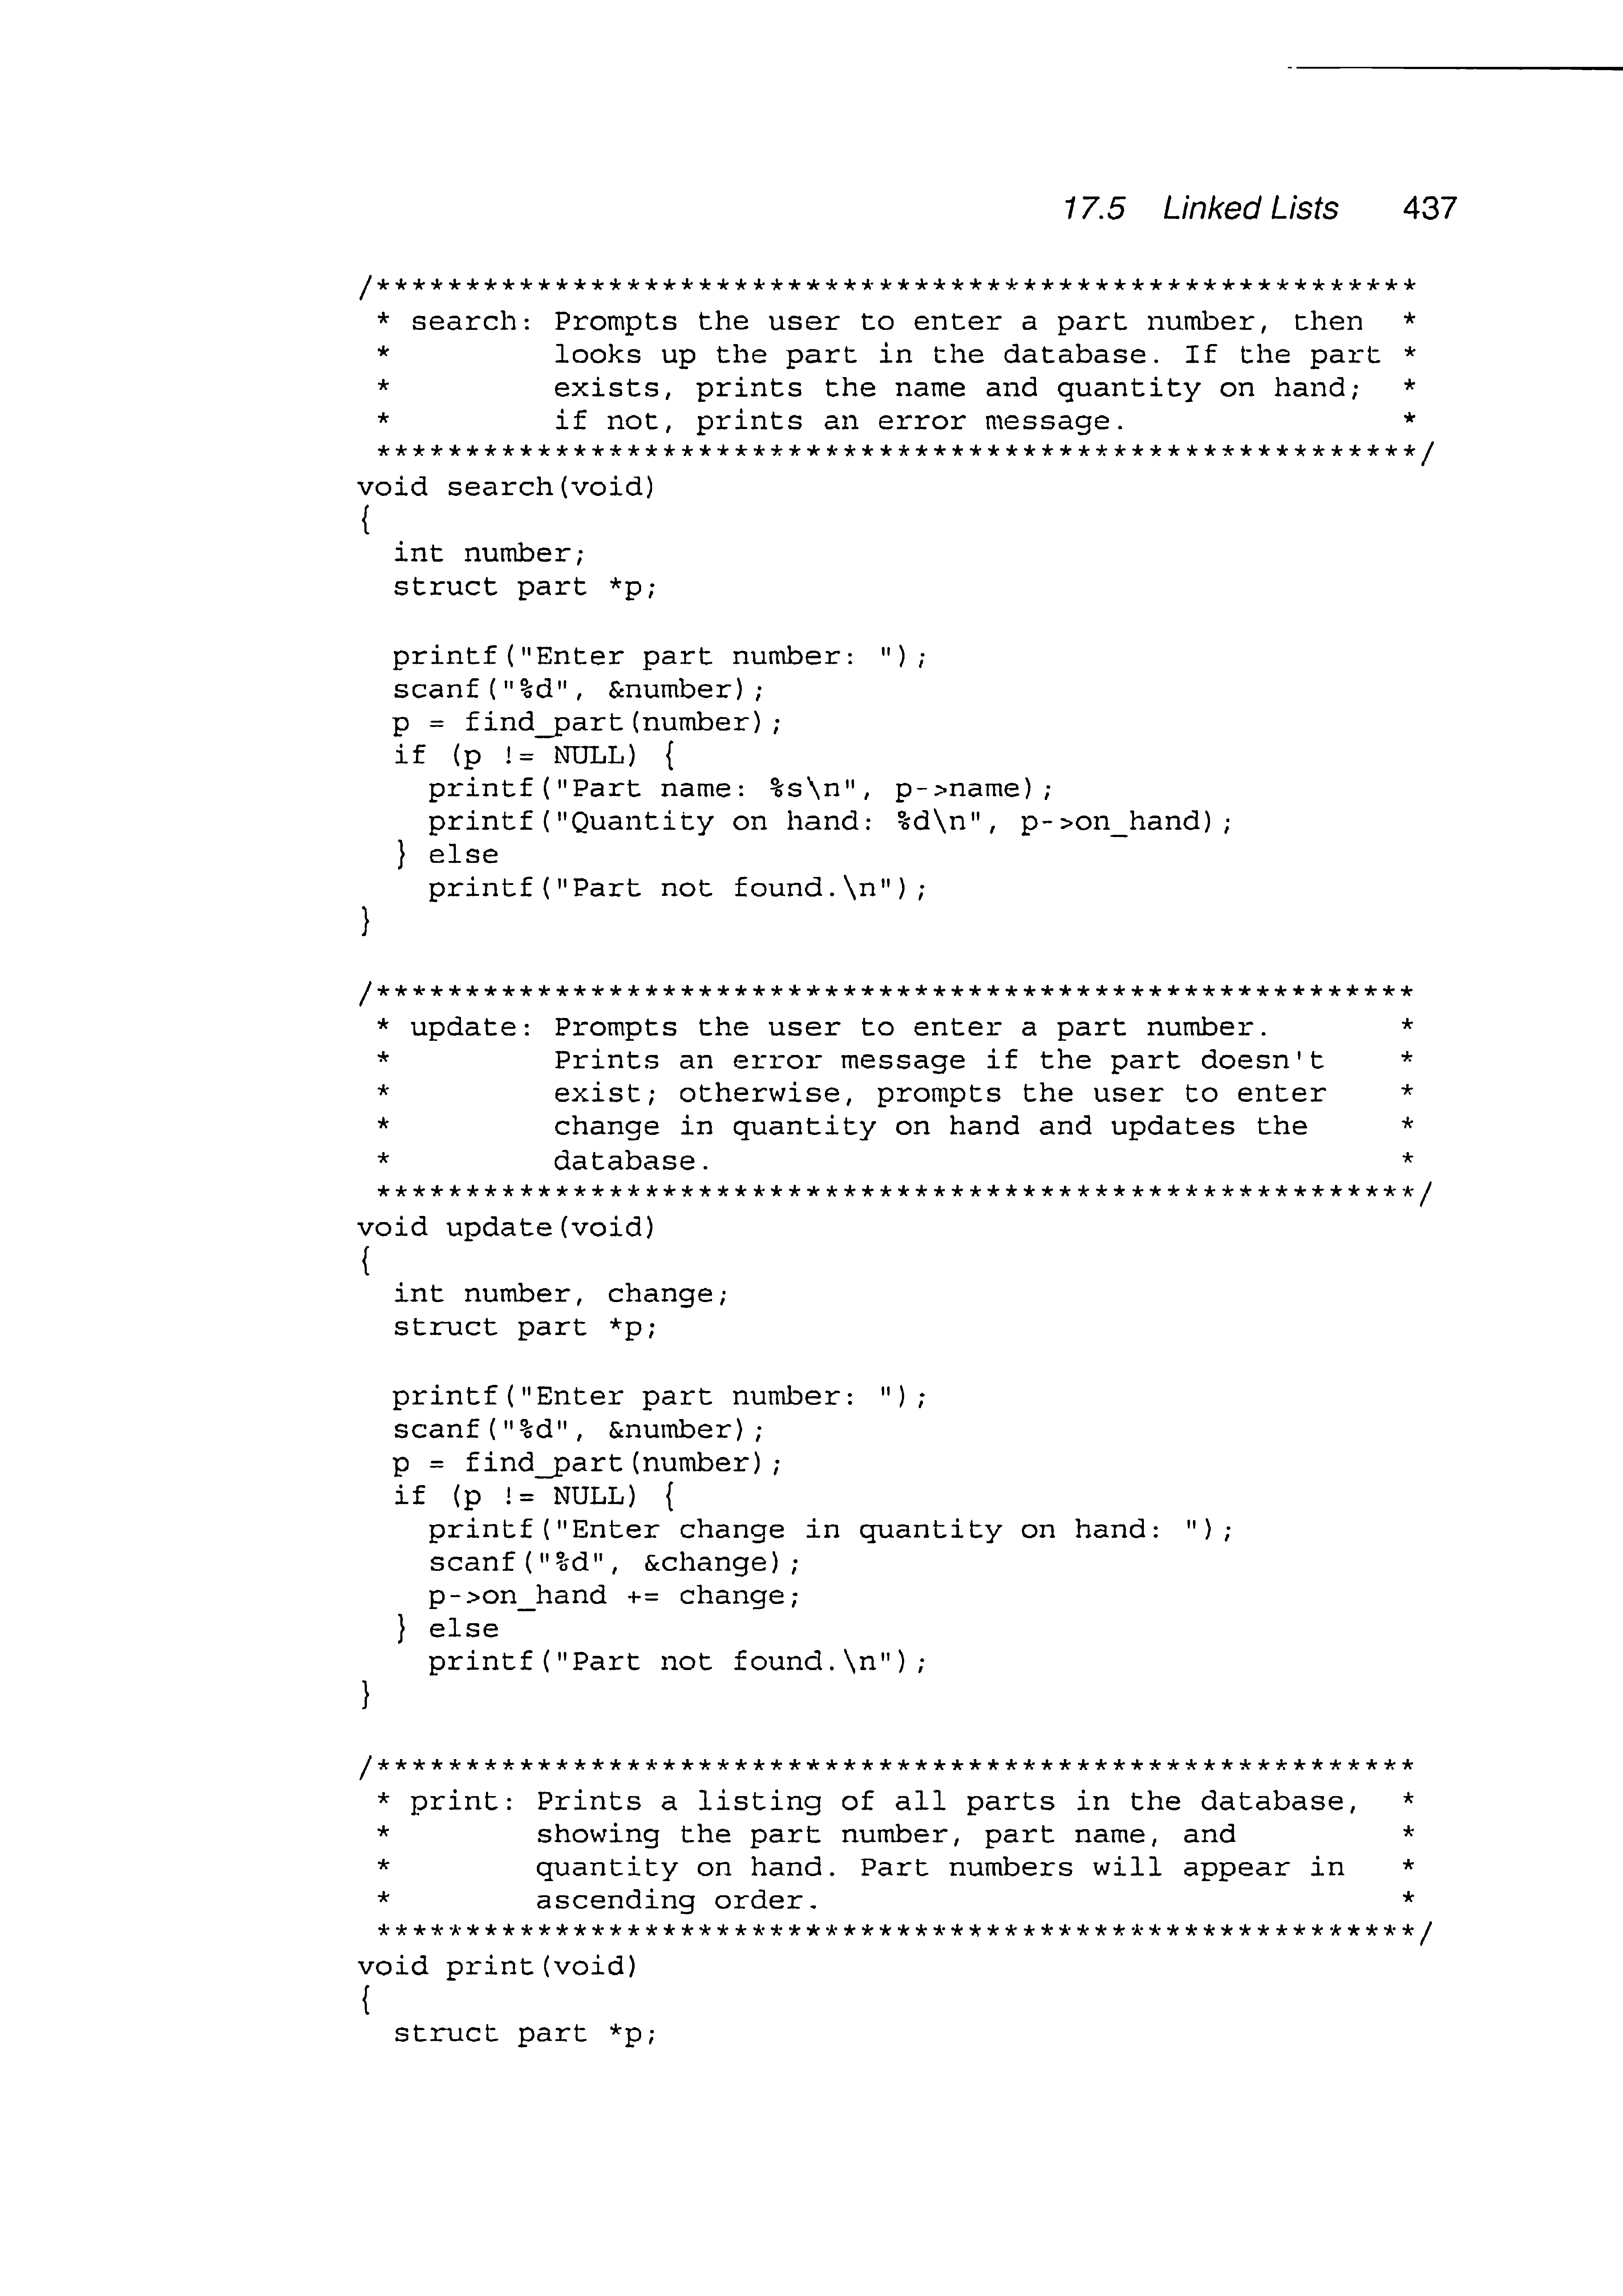 17.5 Linked Lists 437
/**********************************************************
 * search: Prompts the user to enter a part number, then  *
 *         looks up the part in the database. If the part *
 *         exists, prints the name and quantity on hand;  *
 *         if not, prints an error message.               *
 **********************************************************/
void search(void)
{
  int number;
  struct part *p;

  printf("Enter part number: ");
  scanf("%d", &number);
  p = find_part(number);
  if (p != NULL) {
    printf("Part name: %s\n", p->name);
    printf("Quantity on hand: %d\n", p->on_hand);
  } else
    printf("Part not found.\n");
}

/**********************************************************
 * update: Prompts the user to enter a part number.       *
 *         Prints an error message if the part doesn't    *
 *         exist; otherwise, prompts the user to enter    *
 *         change in quantity on hand and updates the     *
 *         database.                                      *
 **********************************************************/
void update(void)
{
  int number, change;
  struct part *p;

  printf("Enter part number: ");
  scanf("%d", &number);
  p = find_part(number);
  if (p != NULL) {
    printf("Enter change in quantity on hand: ");
    scanf("%d", &change);
    p->on_hand += change;
  } else
    printf("Part not found.\n");
}

/**********************************************************
 * print: Prints a listing of all parts in the database,  *
 *        showing the part number, part name, and         *
 *        quantity on hand. Part numbers will appear in   *
 *        ascending order.                                *
 **********************************************************/
void print(void)
{
  struct part *p;